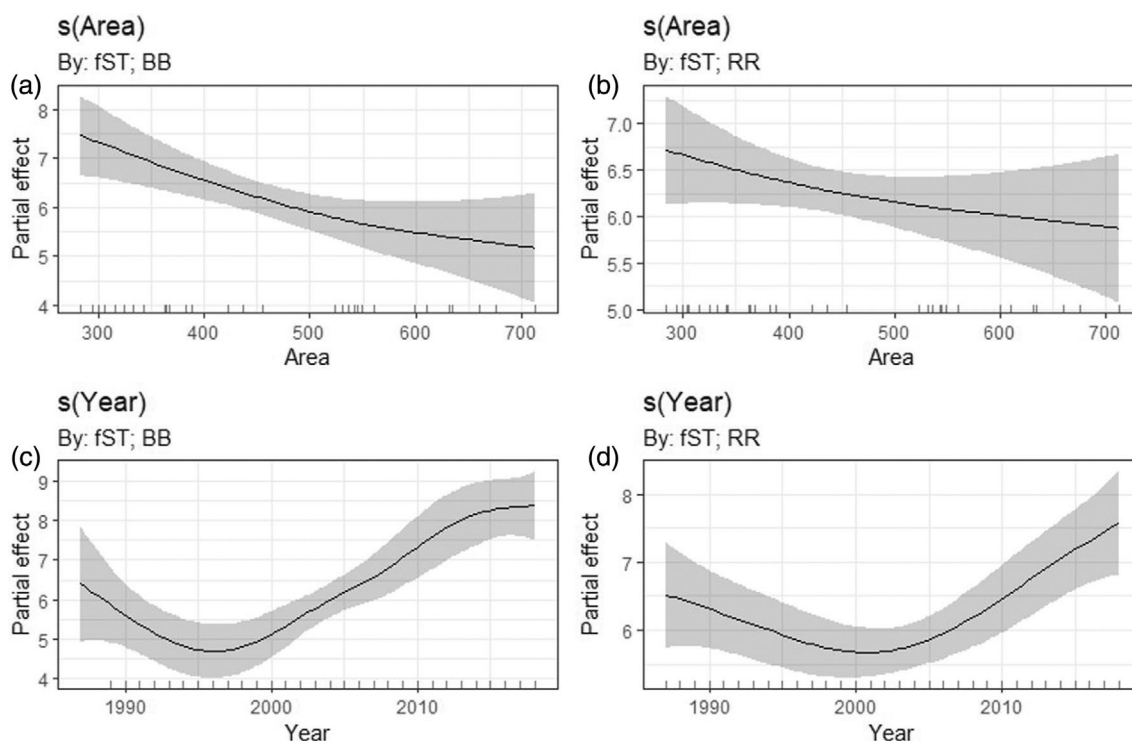 s(Area)
By: fST; BB
(a)
8
7
6
5
4
Partial effect
300 400 500 600 700
Area
s(Area)
By: fST; RR
(b)
7.0
6.5
6.0
5.5
5.0
Partial effect
300 400 500 600 700
Area
s(Year)
By: fST; BB
(c)
9
8
7
6
5
4
Partial effect
1990 2000 2010
Year
s(Year)
By: fST; RR
(d)
8
7
6
Partial effect
1990 2000 2010
Year